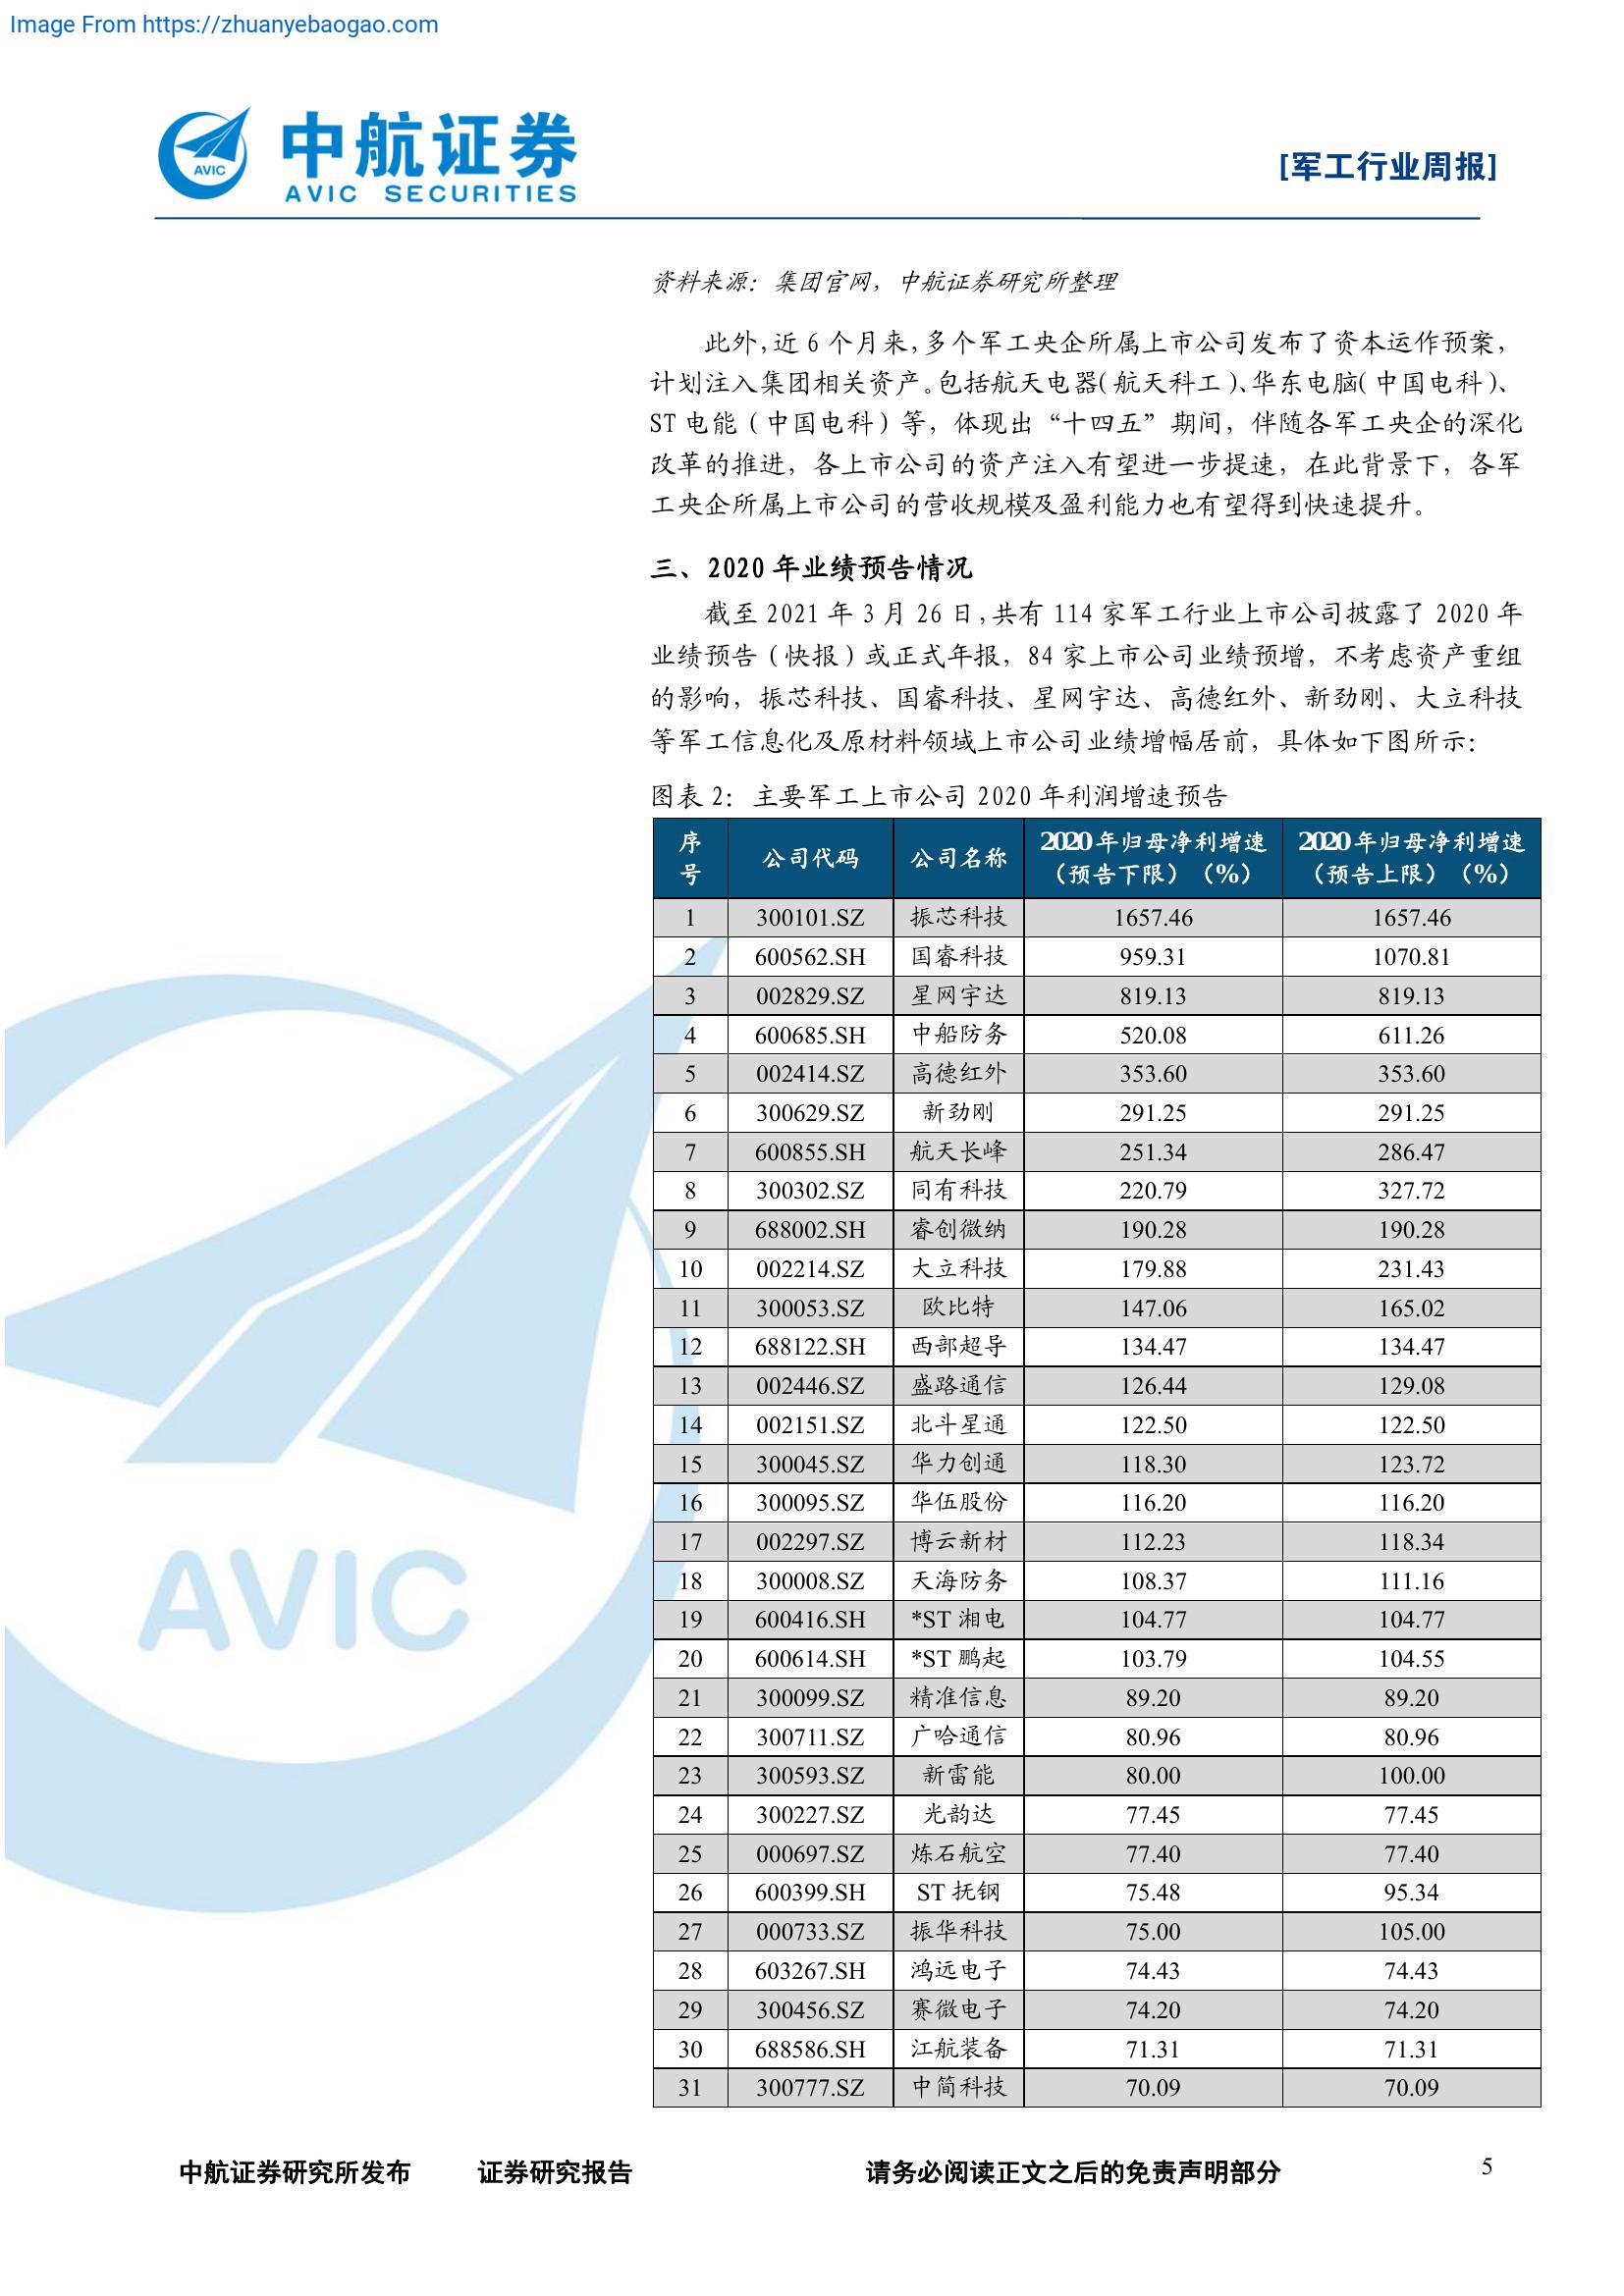 Image From https://zhuanyebaogao.com
AVIC
中航证券
AVIC SECURITIES
[军工行业周报]
资料来源：集团官网，中航证券研究所整理
此外，近 6 个月来，多个军工央企所属上市公司发布了资本运作预案，
计划注入集团相关资产。包括航天电器（航天科工）、华东电脑（中国电科）、
ST 电能（中国电科）等，体现出“十四五”期间，伴随各军工央企的深化
改革的推进，各上市公司的资产注入有望进一步提速，在此背景下，各军
工央企所属上市公司的营收规模及盈利能力也有望得到快速提升。
三、2020 年业绩预告情况
截至 2021 年 3 月 26 日，共有 114 家军工行业上市公司披露了 2020 年
业绩预告（快报）或正式年报，84 家上市公司业绩预增，不考虑资产重组
的影响，振芯科技、国睿科技、星网宇达、高德红外、新劲刚、大立科技
等军工信息化及原材料领域上市公司业绩增幅居前，具体如下图所示：
图表 2：主要军工上市公司 2020 年利润增速预告
序号 公司代码 公司名称 2020 年归母净利增速（预告下限）（%） 2020 年归母净利增速（预告上限）（%）
1 300101.SZ 振芯科技 1657.46 1657.46
2 600562.SH 国睿科技 959.31 1070.81
3 002829.SZ 星网宇达 819.13 819.13
4 600685.SH 中船防务 520.08 611.26
5 002414.SZ 高德红外 353.60 353.60
6 300629.SZ 新劲刚 291.25 291.25
7 600855.SH 航天长峰 251.34 286.47
8 300302.SZ 同有科技 220.79 327.72
9 688002.SH 睿创微纳 190.28 190.28
10 002214.SZ 大立科技 179.88 231.43
11 300053.SZ 欧比特 147.06 165.02
12 688122.SH 西部超导 134.47 134.47
13 002446.SZ 盛路通信 126.44 129.08
14 002151.SZ 北斗星通 122.50 122.50
15 300045.SZ 华力创通 118.30 123.72
16 300095.SZ 华伍股份 116.20 116.20
17 002297.SZ 博云新材 112.23 118.34
18 300008.SZ 天海防务 108.37 111.16
19 600416.SH *ST 湘电 104.77 104.77
20 600614.SH *ST 鹏起 103.79 104.55
21 300099.SZ 精准信息 89.20 89.20
22 300711.SZ 广哈通信 80.96 80.96
23 300593.SZ 新雷能 80.00 100.00
24 300227.SZ 光韵达 77.45 77.45
25 000697.SZ 炼石航空 77.40 77.40
26 600399.SH ST 抚钢 75.48 95.34
27 000733.SZ 振华科技 75.00 105.00
28 603267.SH 鸿远电子 74.43 74.43
29 300456.SZ 赛微电子 74.20 74.20
30 688586.SH 江航装备 71.31 71.31
31 300777.SZ 中简科技 70.09 70.09
AVIC
中航证券研究所发布 证券研究报告 请务必阅读正文之后的免责声明部分 5